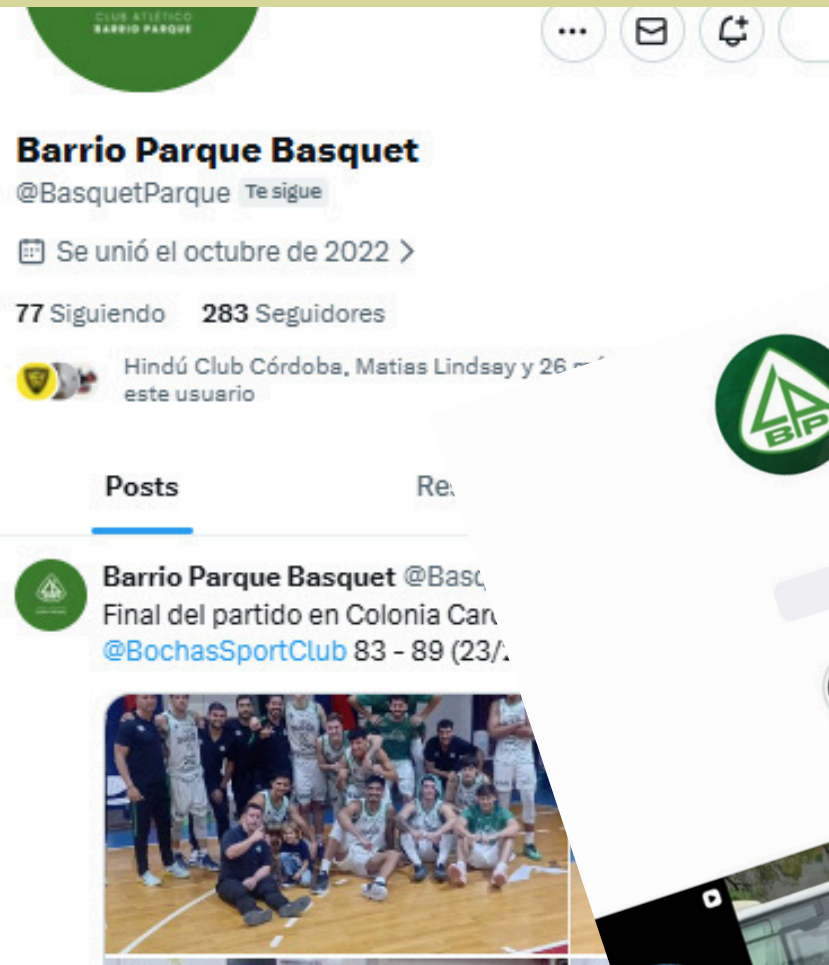 CLUB ATLÉTICO
BARRIO PARQUE
Barrio Parque Basquet
@BasquetParque Te sigue
Se unió el octubre de 2022
77 Siguiendo 283 Seguidores
Hindú Club Córdoba, Matias Lindsay y 26
este usuario
Posts
Barrio Parque Basquet
Final del partido en Colonia
@BochasSportClub 83 - 89